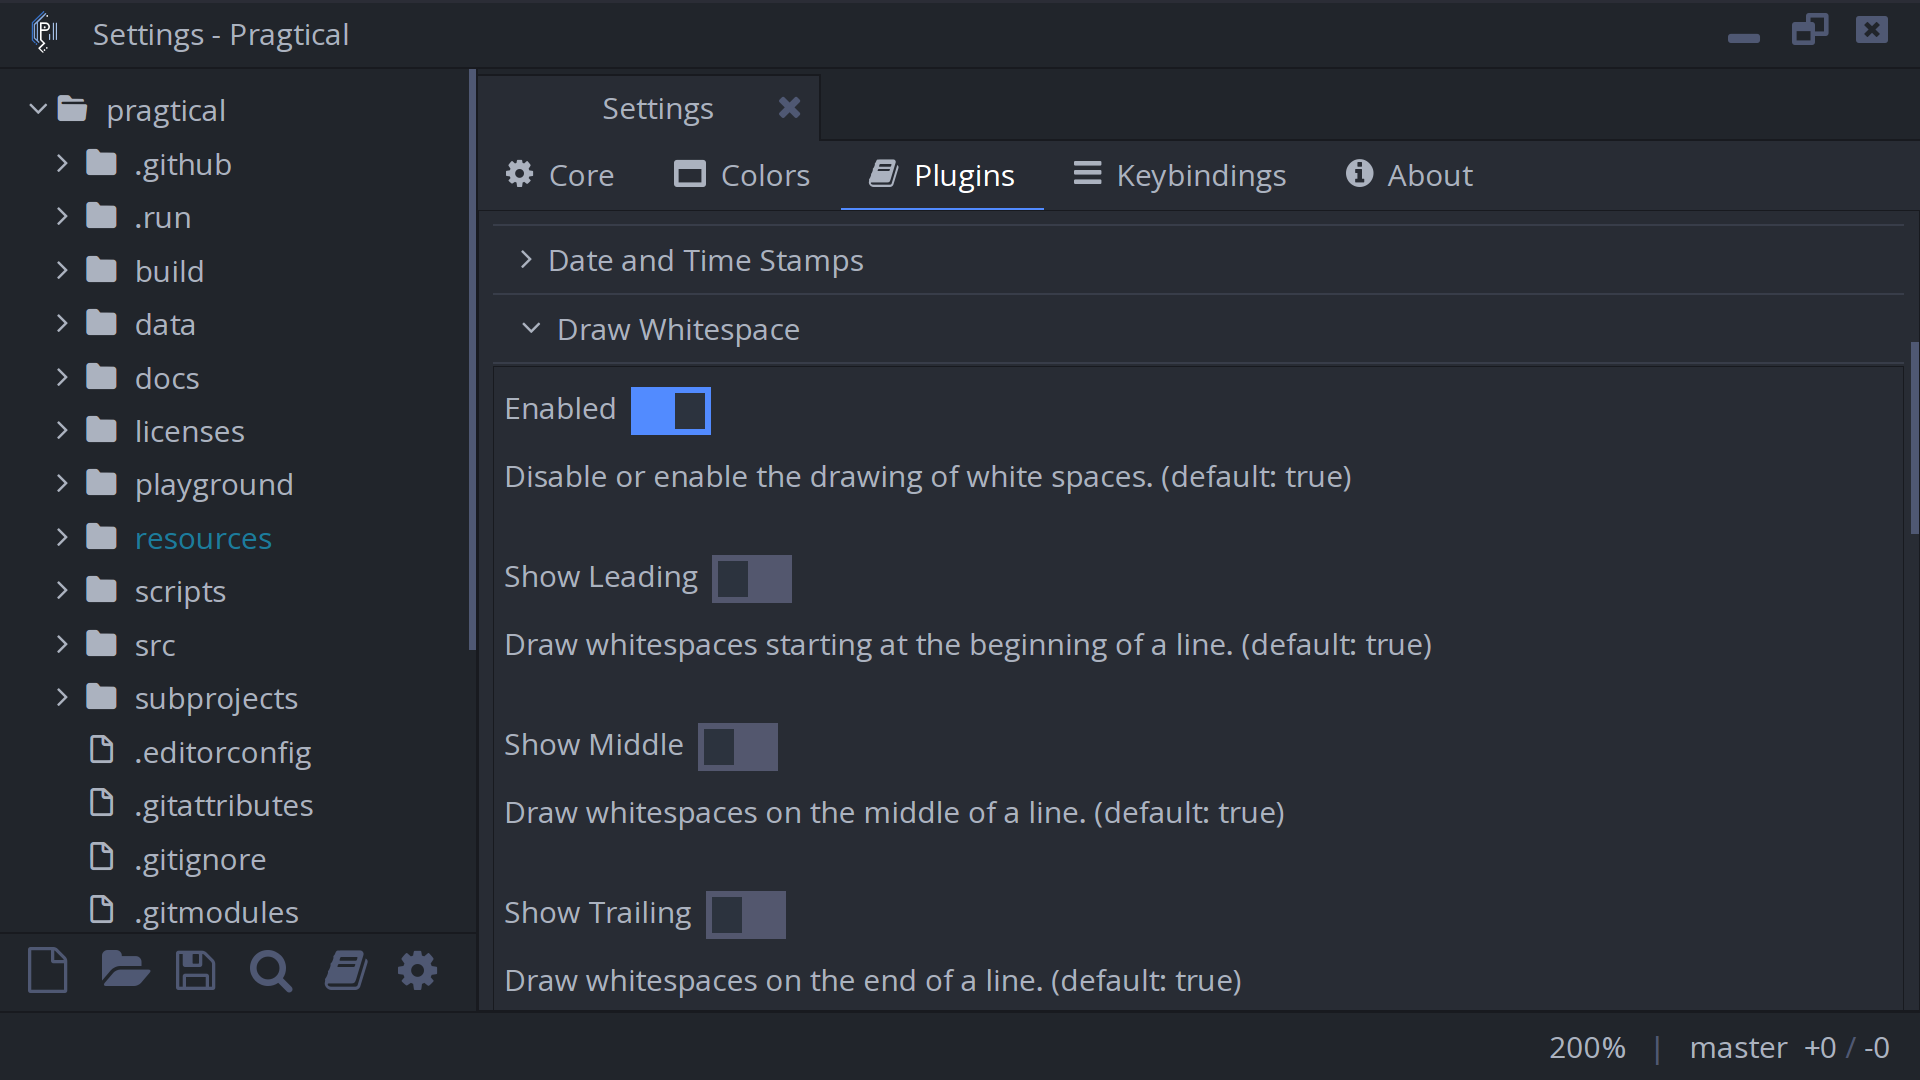 Settings - Pragtical
pragtical
.github
.run
build
data
docs
licenses
playground
resources
scripts
src
subprojects
.editorconfig
.gitattributes
.gitignore
.gitmodules
Settings
Core Colors Plugins Keybindings About
Date and Time Stamps
Draw Whitespace
Enabled
Disable or enable the drawing of white spaces. (default: true)
Show Leading
Draw whitespaces starting at the beginning of a line. (default: true)
Show Middle
Draw whitespaces on the middle of a line. (default: true)
Show Trailing
Draw whitespaces on the end of a line. (default: true)
200% | master +0 / -0